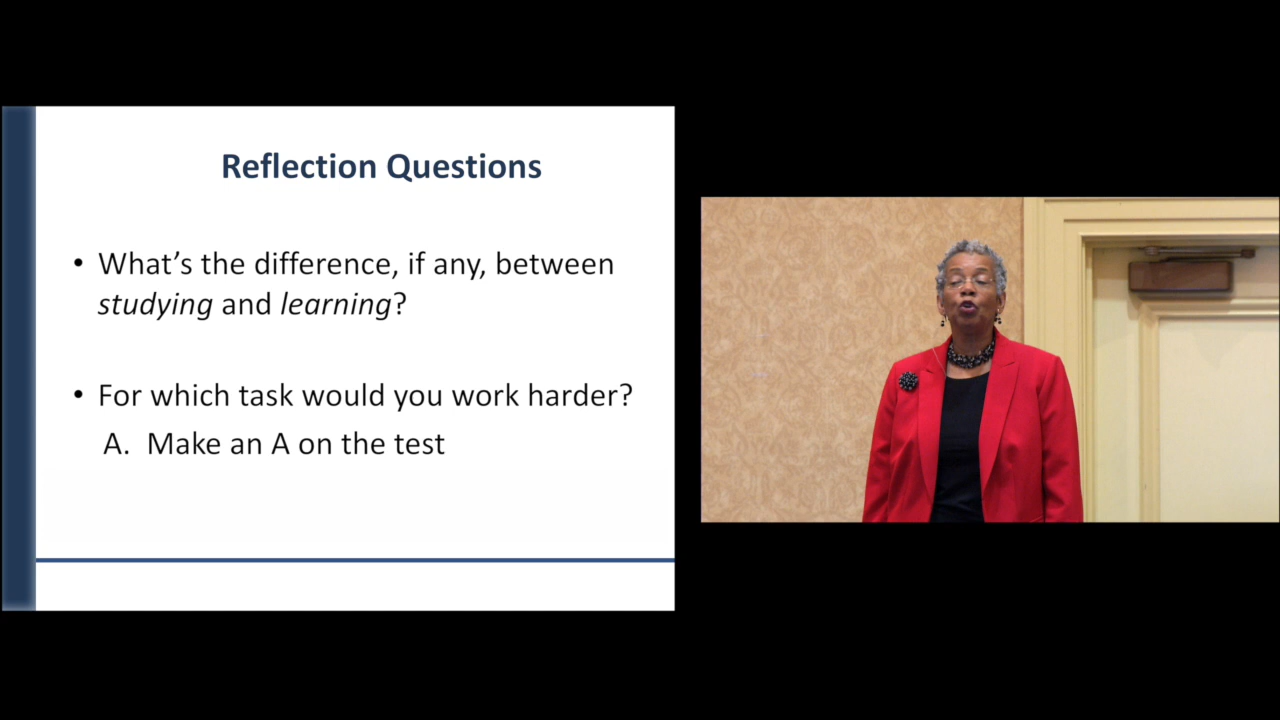 Reflection Questions
• What’s the difference, if any, between
studying and learning?
• For which task would you work harder?
A. Make an A on the test